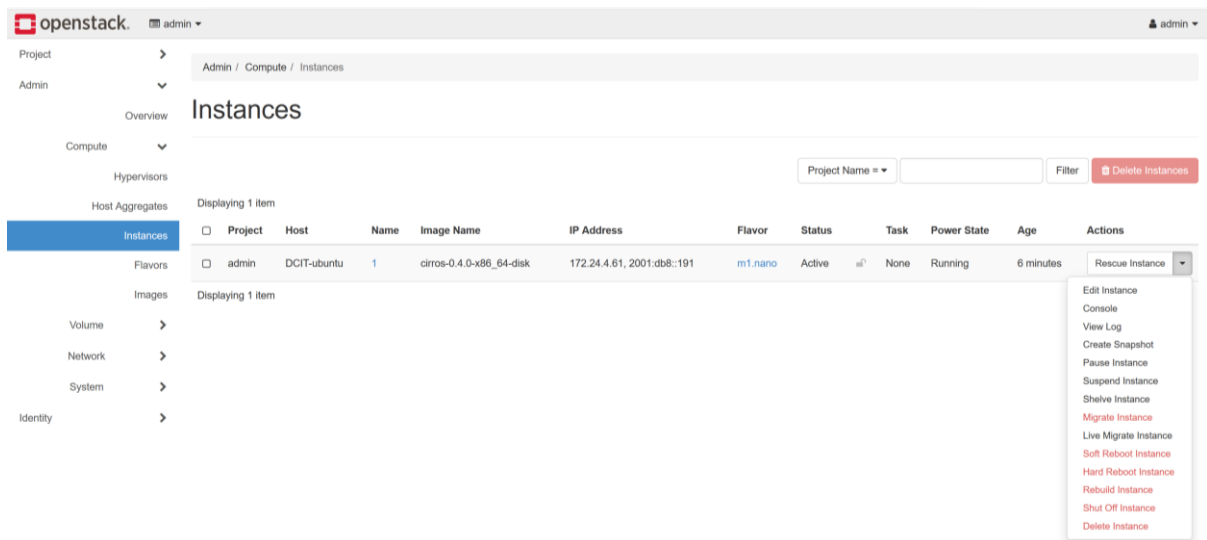 openstack. admin admin
Project
Admin
Overview
Compute
Hypervisors
Host Aggregates
Instances
Flavors
Images
Volume
Network
System
Identity
Admin / Compute / Instances
Instances
Project Name = Filter Delete Instances
Displaying 1 item
Project Host Name Image Name IP Address Flavor Status Task Power State Age Actions
admin DCIT-ubuntu 1 cirros-0.4.0-x86_64-disk 172.24.4.61, 2001:db8::191 m1.nano Active None Running 6 minutes Rescue Instance
Displaying 1 item
Edit Instance
Console
View Log
Create Snapshot
Pause Instance
Suspend Instance
Shelve Instance
Migrate Instance
Live Migrate Instance
Soft Reboot Instance
Hard Reboot Instance
Rebuild Instance
Shut Off Instance
Delete Instance